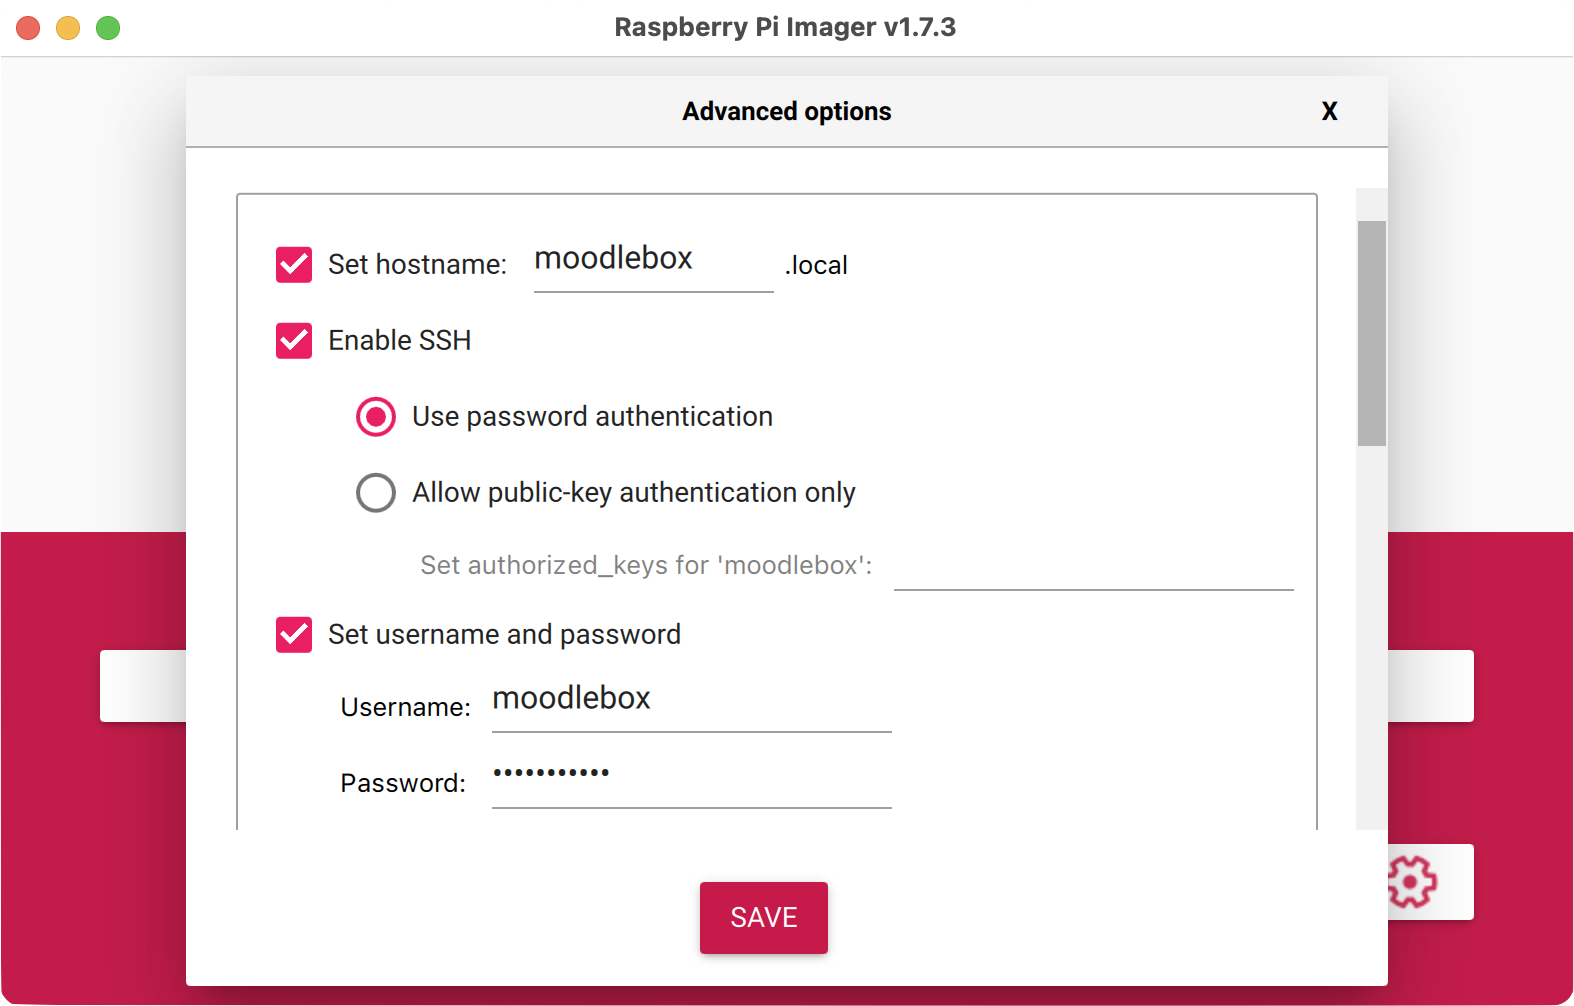 Raspberry Pi Imager v1.7.3
Advanced options X
Set hostname: moodlebox .local
Enable SSH
Use password authentication
Allow public-key authentication only
Set authorized_keys for 'moodlebox':
Set username and password
Username: moodlebox
Password: •••••••••••
SAVE